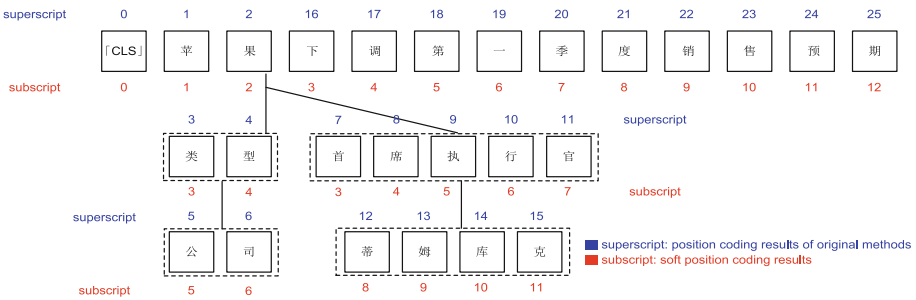 superscript 0 1 2 16 17 18 19 20 21 22 23 24 25
「CLS」 苹 果 下 调 第 一 季 度 销 售 预 期
subscript 0 1 2 3 4 5 6 7 8 9 10 11 12
3 4 7 8 9 10 11 superscript
类 型 首 席 执 行 官
3 4 3 4 5 6 7 subscript
superscript 5 6 12 13 14 15
公 司 蒂 姆 库 克
superscript: position coding results of original methods
subscript: soft position coding results
subscript 5 6 8 9 10 11